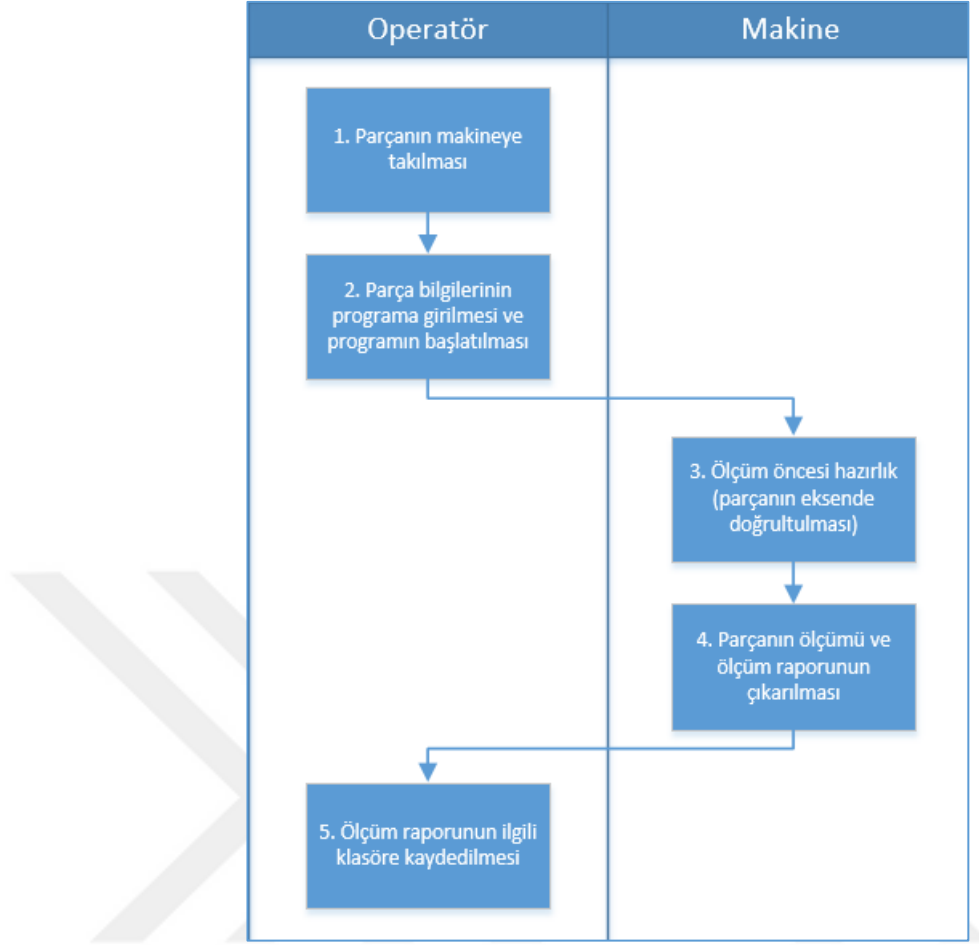 Operatör
Makine
1. Parçanın makineye
takılması
2. Parça bilgilerinin
programa girilmesi ve
programın başlatılması
3. Ölçüm öncesi hazırlık
(parçanın eksende
doğrultulması)
4. Parçanın ölçümü ve
ölçüm raporunun
çıkarılması
5. Ölçüm raporunun ilgili
klasöre kaydedilmesi